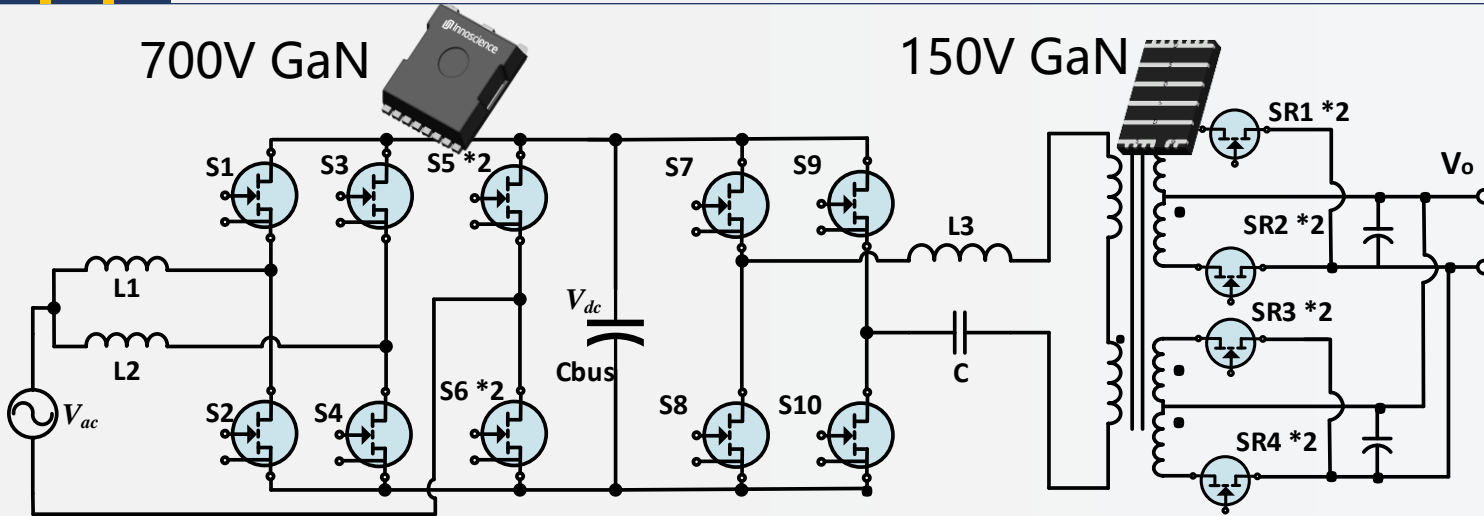 700V GaN
Innoscience
150V GaN
SR1 *2
S1
S3
S5 *2
S7
S9
Vo
L3
SR2 *2
L1
Vdc
SR3 *2
L2
Cbus
C
Vac
S2
S4
S6 *2
S8
S10
SR4 *2